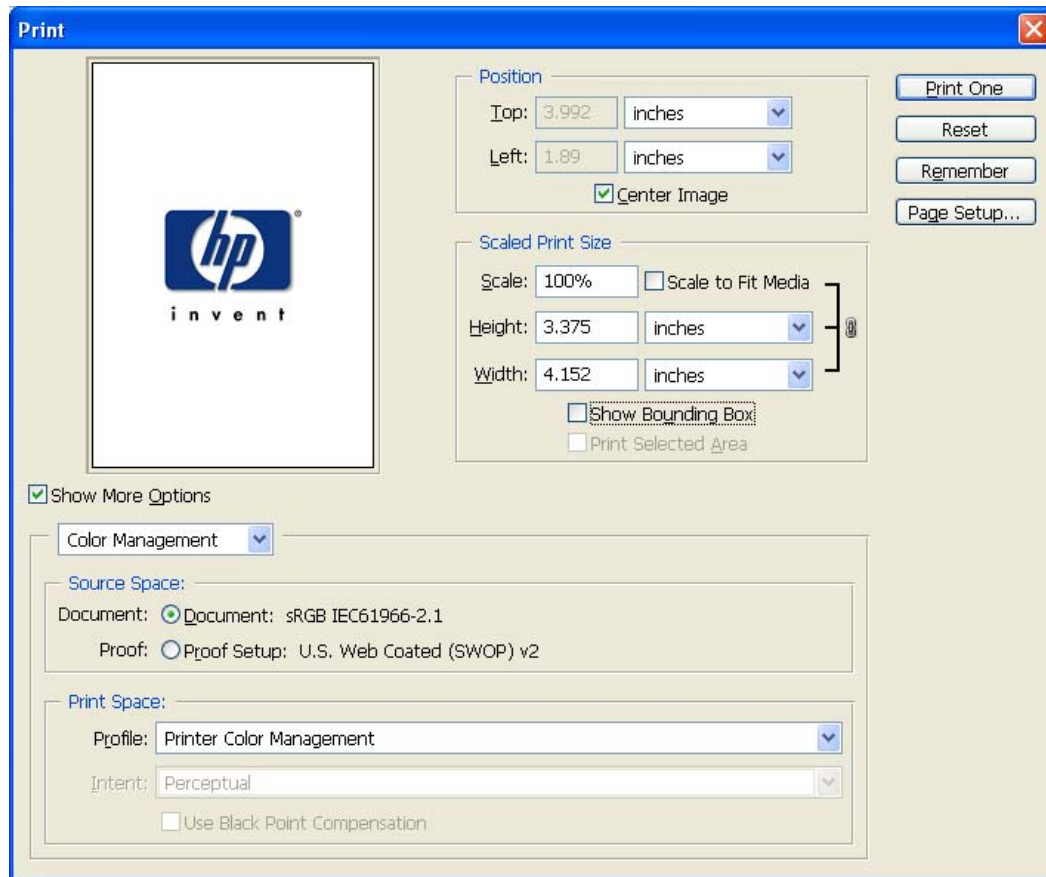 Print
hp
®
invent
Position
Top: 3.992 inches
Left: 1.89 inches
Center Image
Scaled Print Size
Scale: 100% Scale to Fit Media
Height: 3.375 inches
Width: 4.152 inches
Show Bounding Box
Print Selected Area
Print One
Reset
Remember
Page Setup...
Show More Options
Color Management
Source Space:
Document: Document: sRGB IEC61966-2.1
Proof: Proof Setup: U.S. Web Coated (SWOP) v2
Print Space:
Profile: Printer Color Management
Intent: Perceptual
Use Black Point Compensation